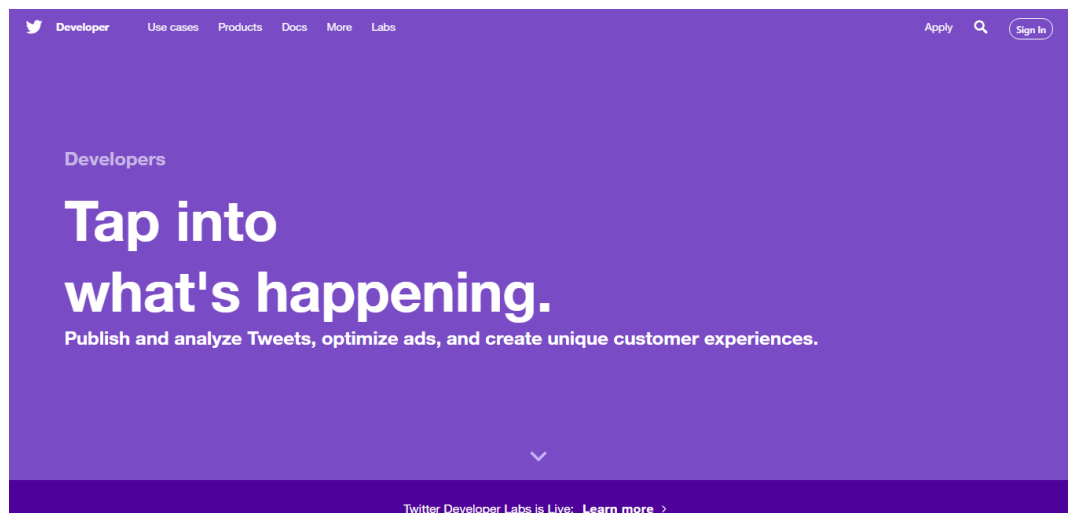 Developer Use cases Products Docs More Labs Apply Sign In
Developers
Tap into
what's happening.
Publish and analyze Tweets, optimize ads, and create unique customer experiences.
Twitter Developer Labs is Live: Learn more >